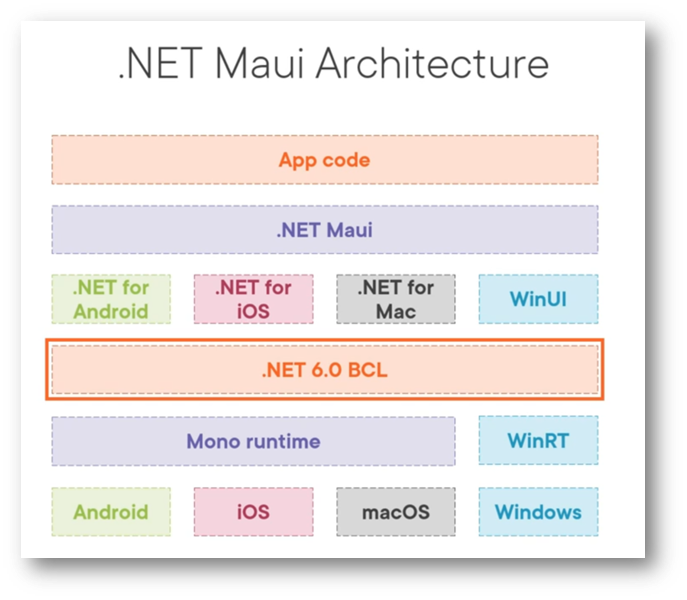 .NET Maui Architecture
App code
.NET Maui
.NET for
Android
.NET for
iOS
.NET for
Mac
WinUI
.NET 6.0 BCL
Mono runtime
WinRT
Android
iOS
macOS
Windows